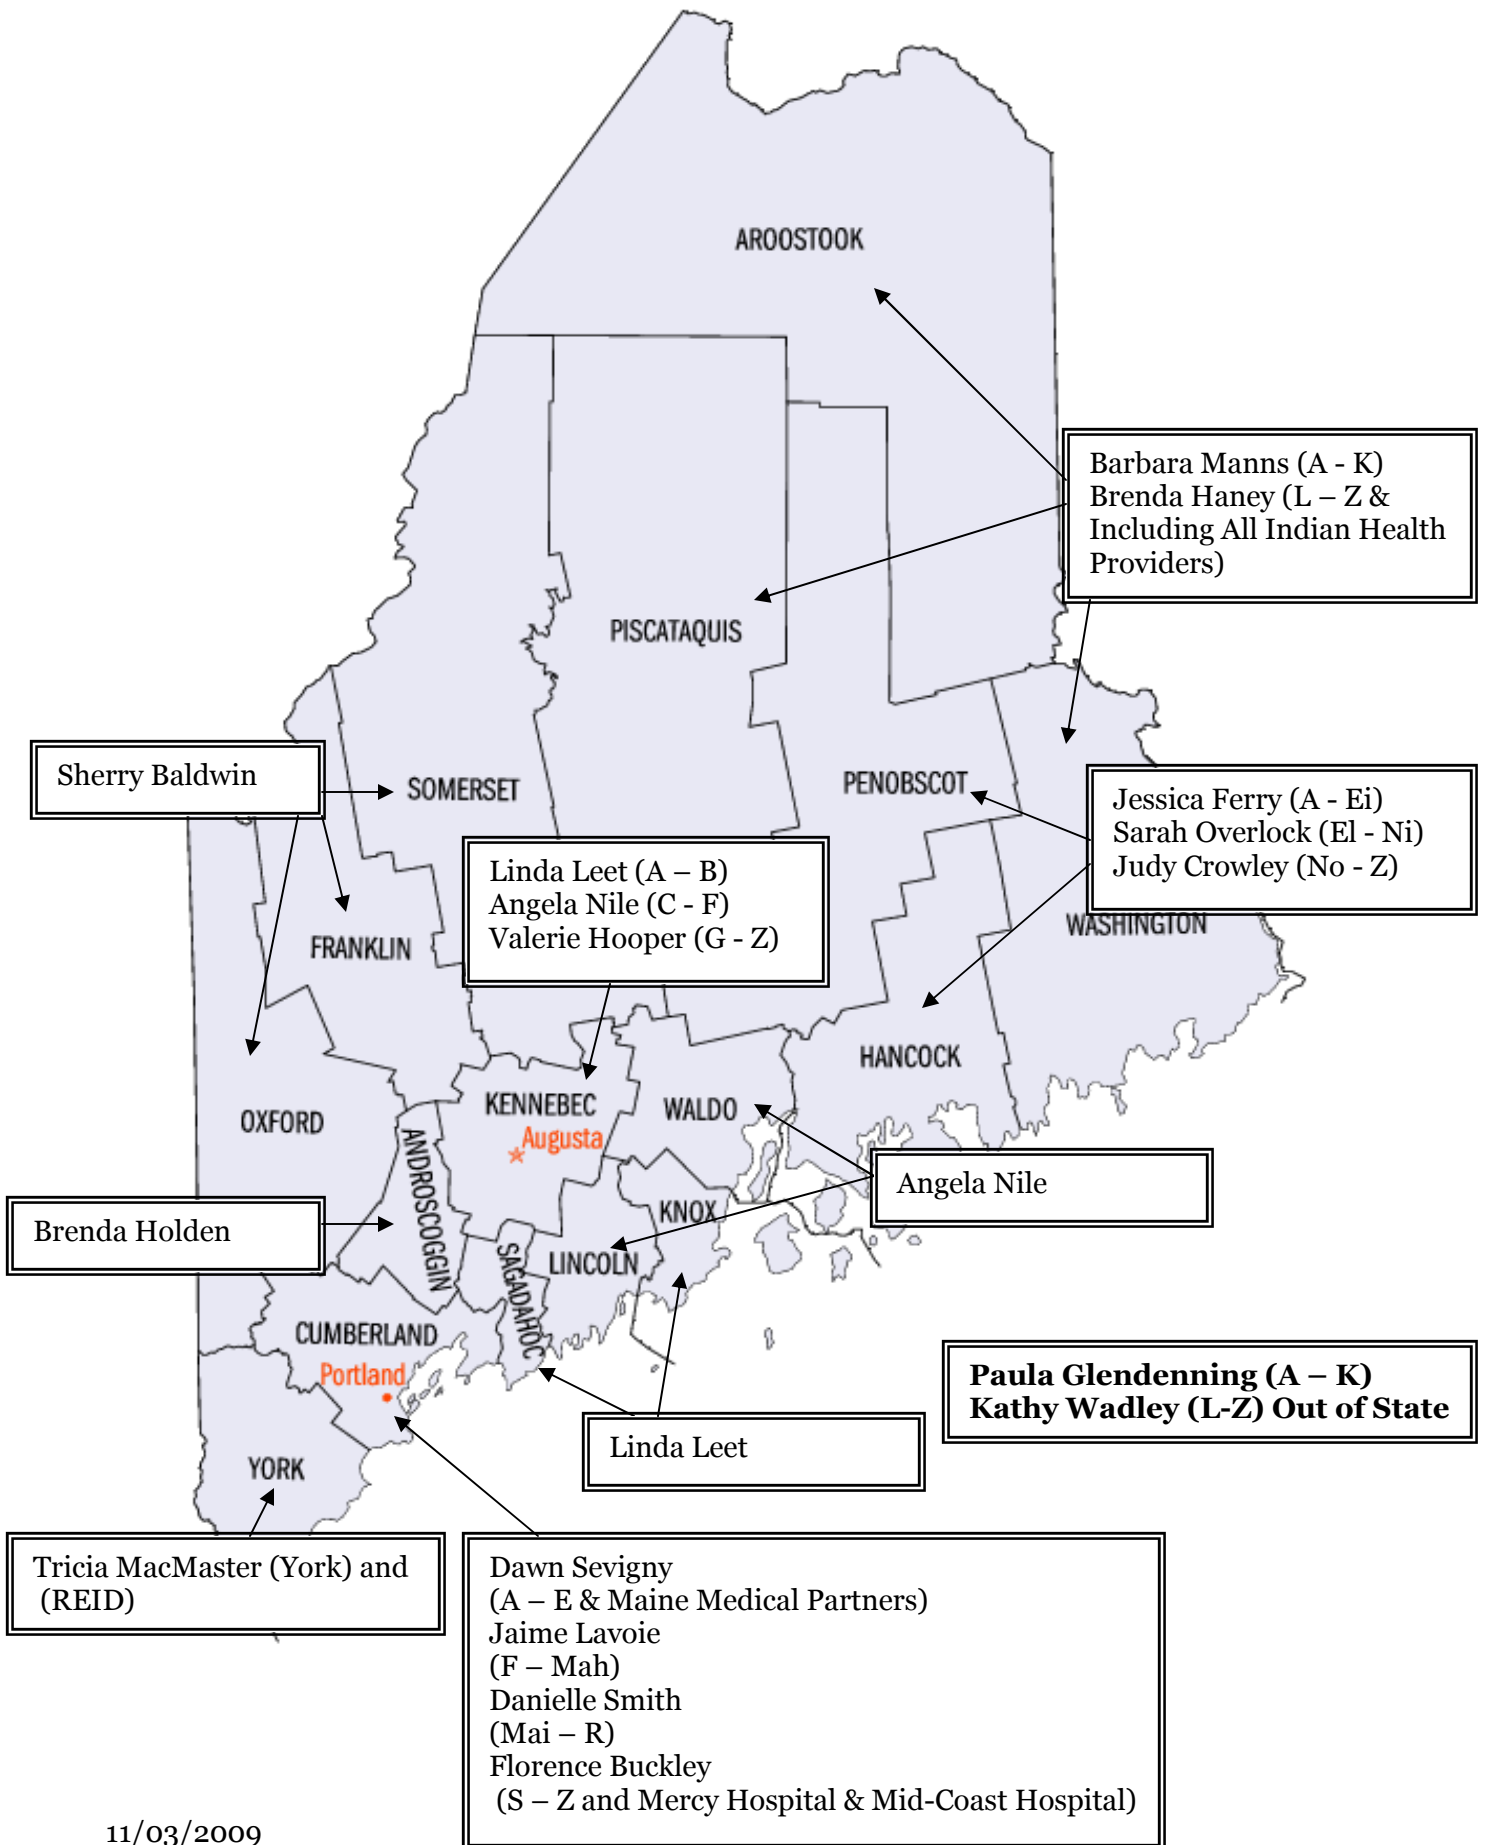 AROOSTOOK
Barbara Manns (A - K)
Brenda Haney (L – Z &
Including All Indian Health
Providers)
PISCATAQUIS
Sherry Baldwin
SOMERSET
PENOBSCOT
Jessica Ferry (A - Ei)
Sarah Overlock (El - Ni)
Judy Crowley (No - Z)
Linda Leet (A – B)
Angela Nile (C - F)
Valerie Hooper (G - Z)
FRANKLIN
WASHINGTON
HANCOCK
OXFORD
KENNEBEC
Augusta
WALDO
ANDROSCOGGIN
Angela Nile
Brenda Holden
KNOX
SAGADAHOC
LINCOLN
CUMBERLAND
Portland
Paula Glendenning (A – K)
Kathy Wadley (L-Z) Out of State
Linda Leet
YORK
Tricia MacMaster (York) and
(REID)
Dawn Sevigny
(A – E & Maine Medical Partners)
Jaime Lavoie
(F – Mah)
Danielle Smith
(Mai – R)
Florence Buckley
(S – Z and Mercy Hospital & Mid-Coast Hospital)
11/03/2009